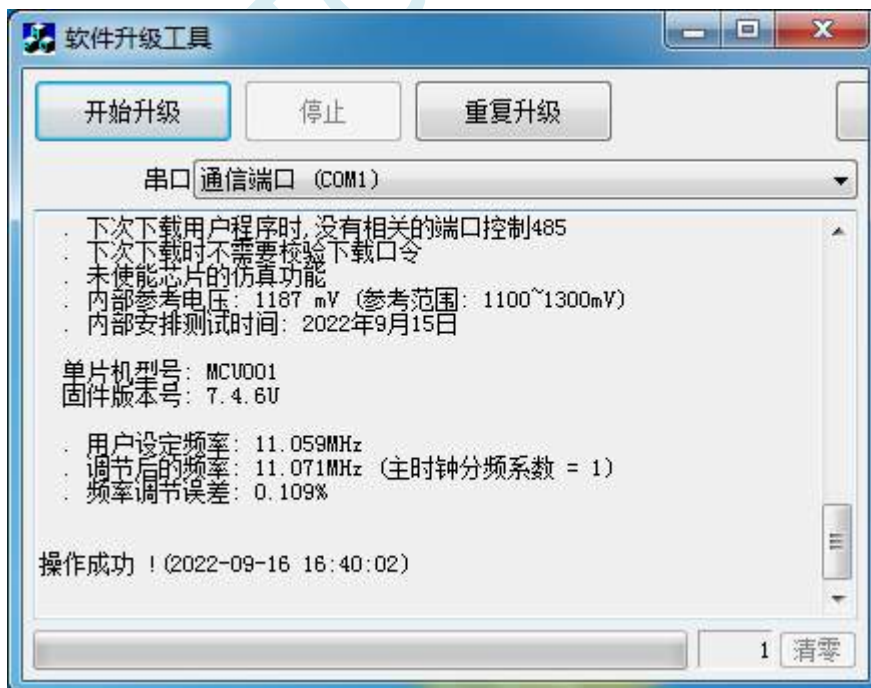 软件升级工具
开始升级 停止 重复升级
串口 通信端口 (COM1)
. 下次下载用户程序时,没有相关的端口控制485
. 下次下载时不需要校验下载口令
. 未使能芯片的仿真功能
. 内部参考电压: 1187 mV (参考范围: 1100~1300mV)
. 内部安排测试时间: 2022年9月15日
单片机型号: MCU001
固件版本号: 7.4.6U
. 用户设定频率: 11.059MHz
. 调节后的频率: 11.071MHz (主时钟分频系数 = 1)
. 频率调节误差: 0.109%
操作成功 !(2022-09-16 16:40:02)
1 清零